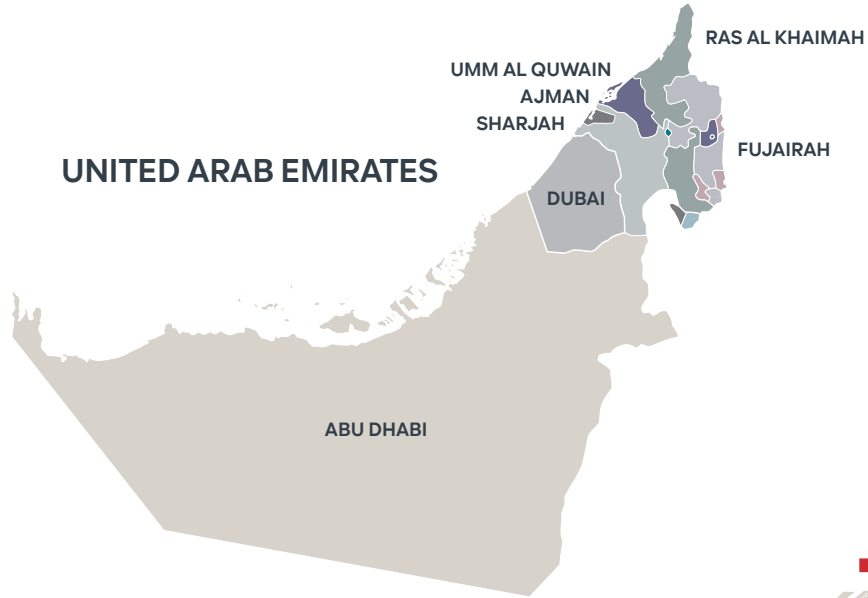 RAS AL KHAIMAH
UMM AL QUWAIN
AJMAN
SHARJAH
FUJAIRAH
UNITED ARAB EMIRATES
DUBAI
ABU DHABI